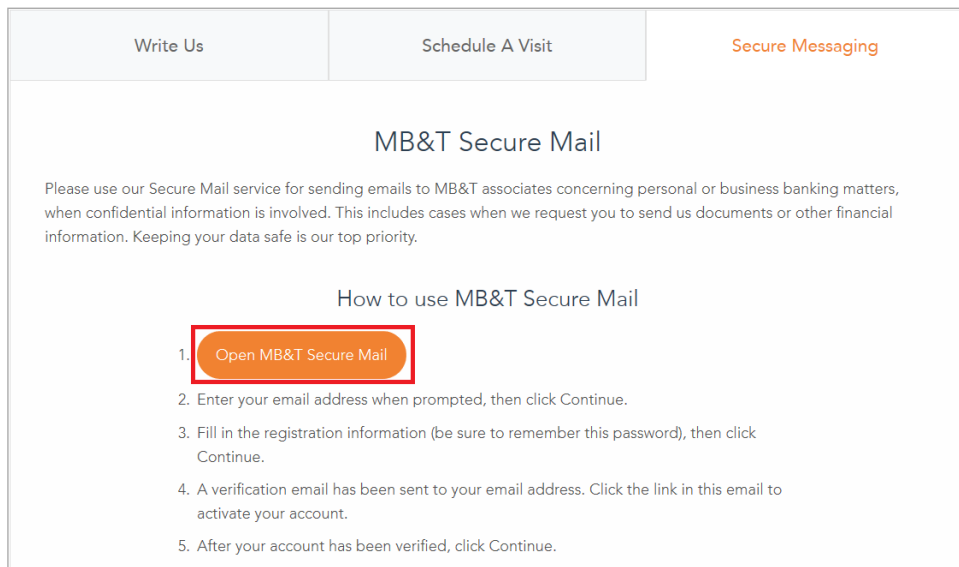 Write Us
Schedule A Visit
Secure Messaging
MB&T Secure Mail
Please use our Secure Mail service for sending emails to MB&T associates concerning personal or business banking matters,
when confidential information is involved. This includes cases when we request you to send us documents or other financial
information. Keeping your data safe is our top priority.
How to use MB&T Secure Mail
1. Open MB&T Secure Mail
2. Enter your email address when prompted, then click Continue.
3. Fill in the registration information (be sure to remember this password), then click
Continue.
4. A verification email has been sent to your email address. Click the link in this email to
activate your account.
5. After your account has been verified, click Continue.